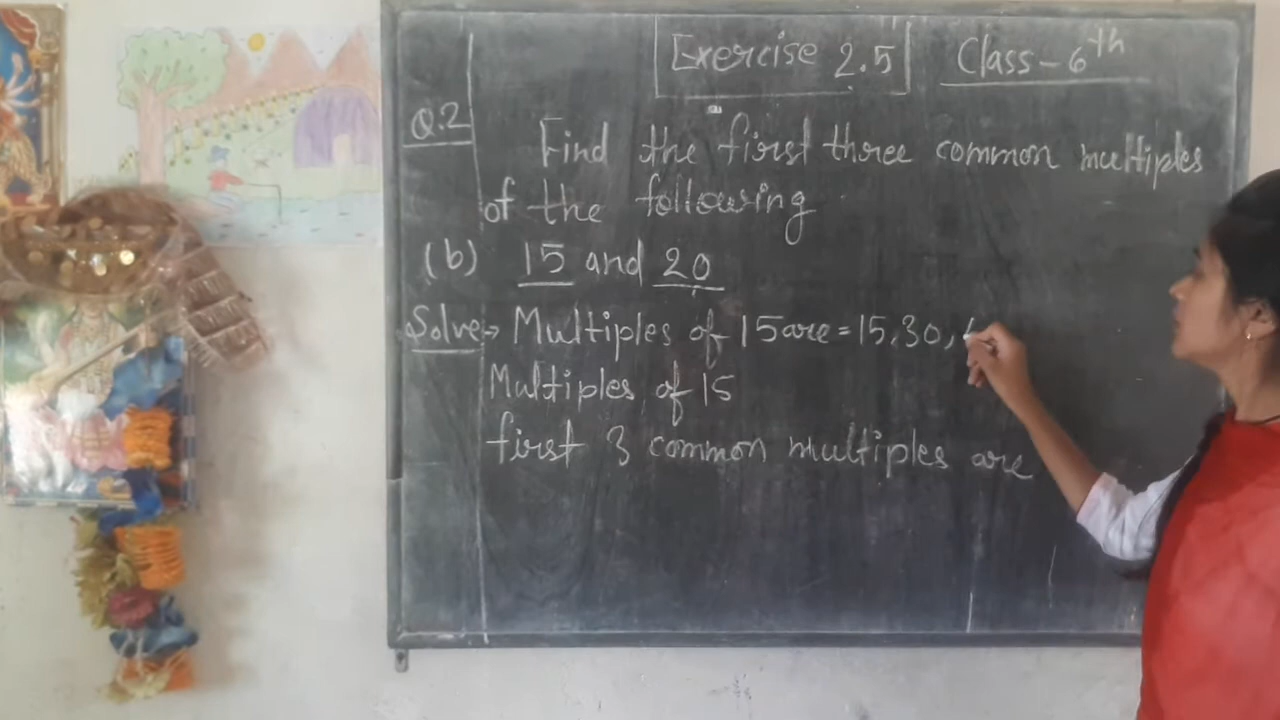 Exercise 2.5 Class - 6th
Q.2 Find the first three common multiples
of the following
(b) 15 and 20
Solve → Multiples of 15 are = 15, 30,
Multiples of 15
first 3 common multiples are